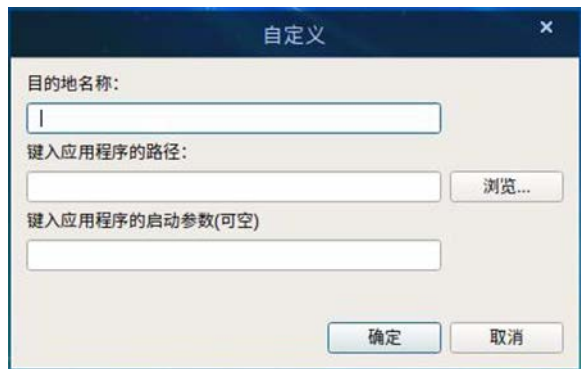 自定义
目的地名称：
键入应用程序的路径：
浏览...
键入应用程序的启动参数(可空)
确定 取消